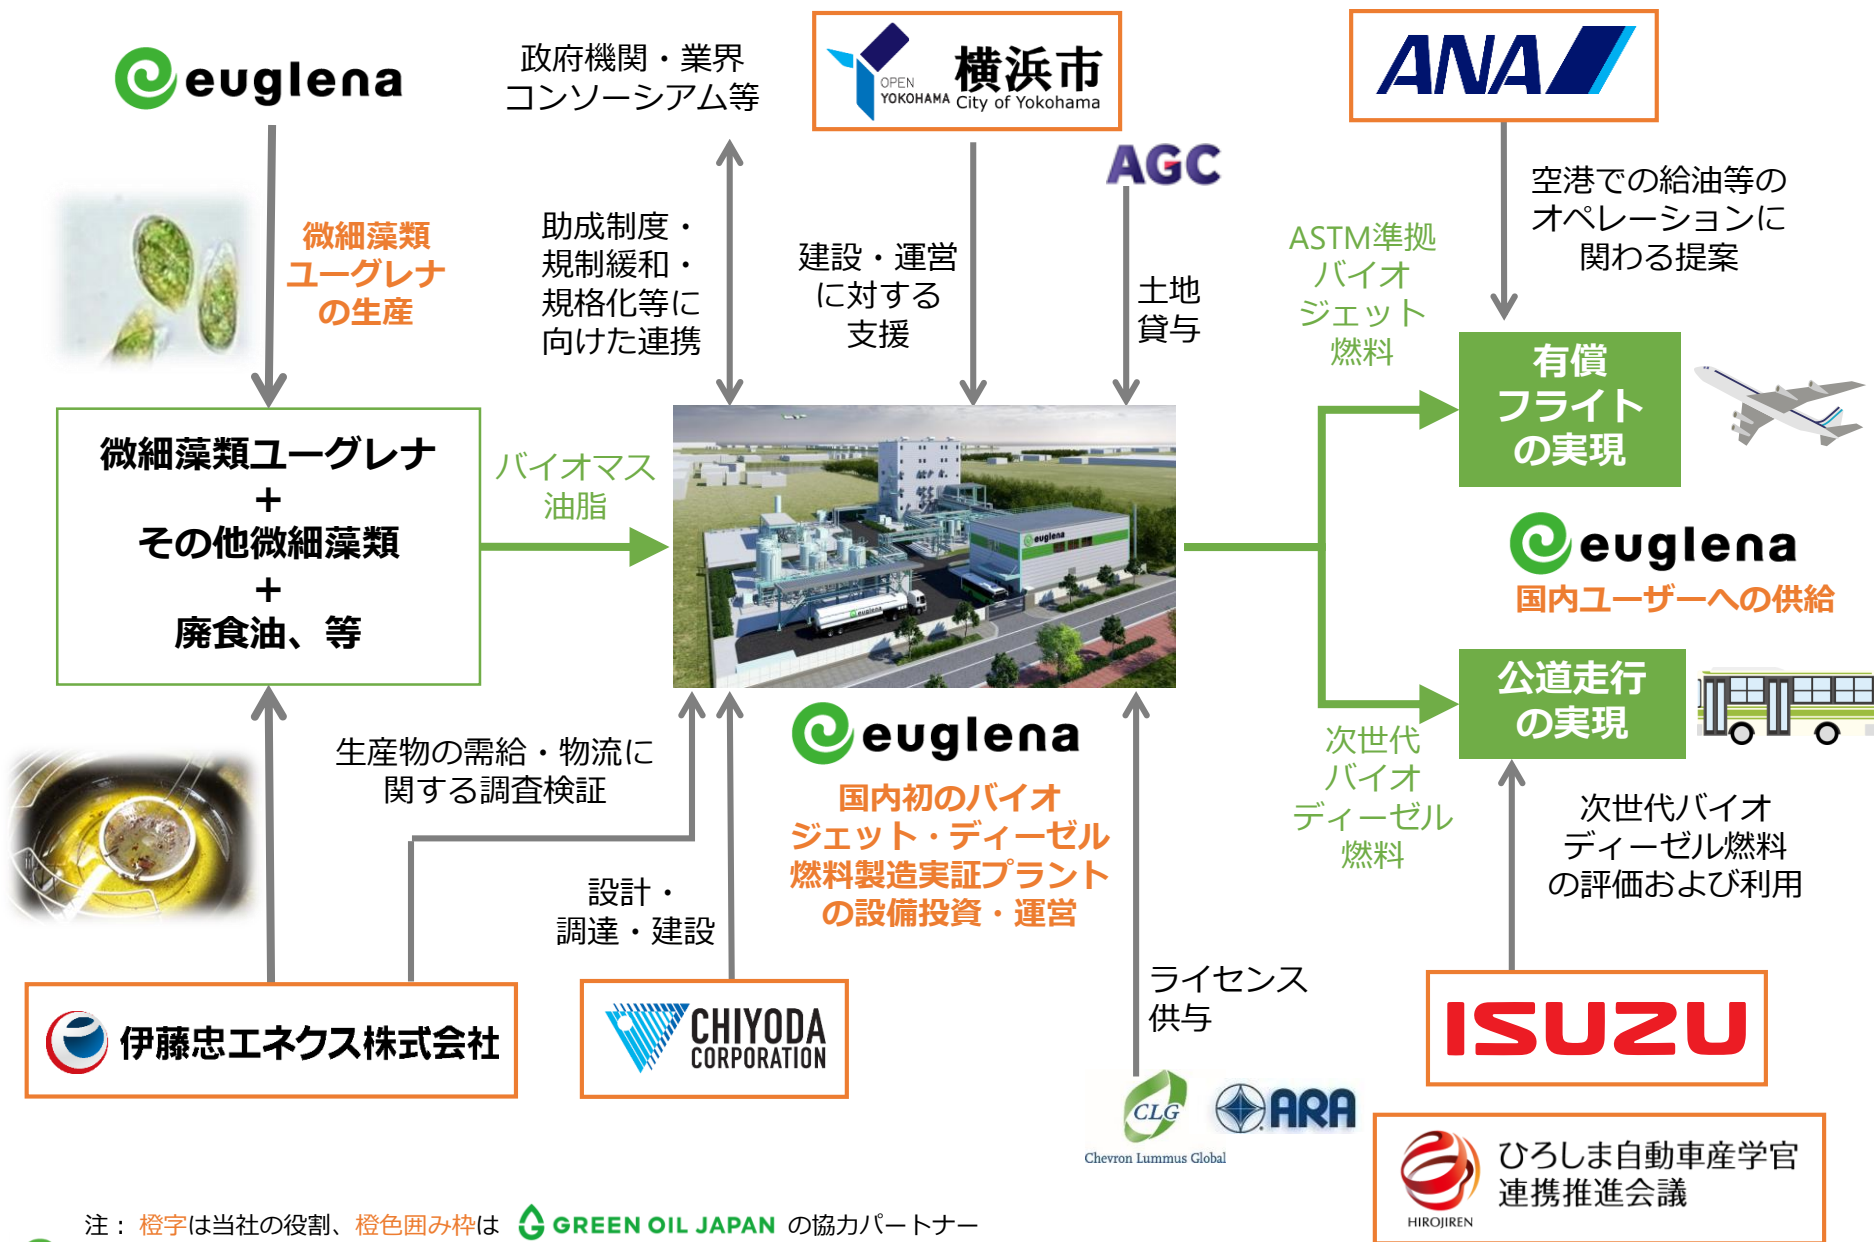 euglena
政府機関・業界
コンソーシアム等
OPEN
YOKOHAMA
横浜市
City of Yokohama
ANA
AGC
微細藻類
ユーグレナ
の生産
助成制度・
規制緩和・
規格化等に
向けた連携
建設・運営
に対する
支援
土地
貸与
ASTM準拠
バイオ
ジェット
燃料
空港での給油等の
オペレーションに
関わる提案
微細藻類ユーグレナ
+
その他微細藻類
+
廃食油、等
バイオマス
油脂
euglena
euglena
有償
フライト
の実現
euglena
国内ユーザーへの供給
公道走行
の実現
生産物の需給・物流に
関する調査検証
euglena
国内初のバイオ
ジェット・ディーゼル
燃料製造実証プラント
の設備投資・運営
次世代
バイオ
ディーゼル
燃料
次世代バイオ
ディーゼル燃料
の評価および利用
設計・
調達・建設
ライセンス
供与
伊藤忠エネクス株式会社
CHIYODA
CORPORATION
CLG
Chevron Lummus Global
ARA
ISUZU
HIROJIREN
ひろしま自動車産学官
連携推進会議
注： 橙字は当社の役割、橙色囲み枠は GREEN OIL JAPAN の協力パートナー